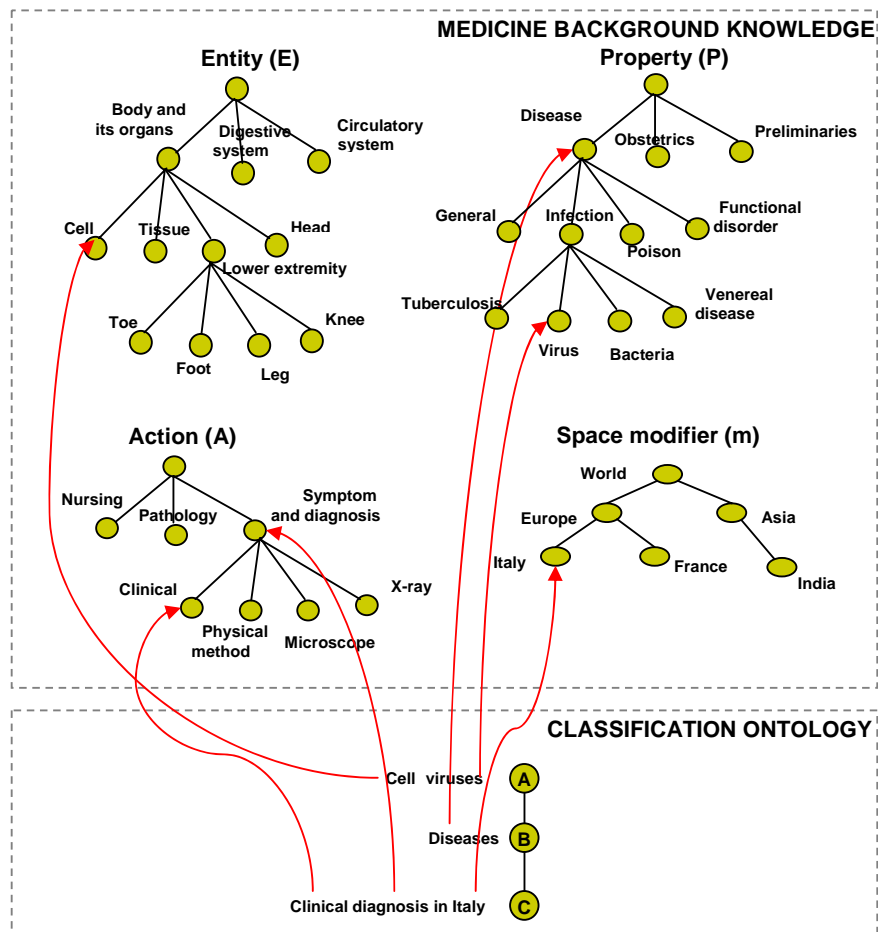 MEDICINE BACKGROUND KNOWLEDGE
Entity (E)
Body and
its organs
Digestive
system
Circulatory
system
Cell
Tissue
Head
Lower extremity
Toe
Foot
Leg
Knee
Property (P)
Disease
Obstetrics
Preliminaries
General
Infection
Poison
Functional
disorder
Tuberculosis
Virus
Bacteria
Venereal
disease
Action (A)
Nursing
Pathology
Symptom
and diagnosis
Clinical
Physical
method
Microscope
X-ray
Space modifier (m)
World
Europe
Asia
Italy
France
India
CLASSIFICATION ONTOLOGY
Cell viruses
A
Diseases
B
Clinical diagnosis in Italy
C